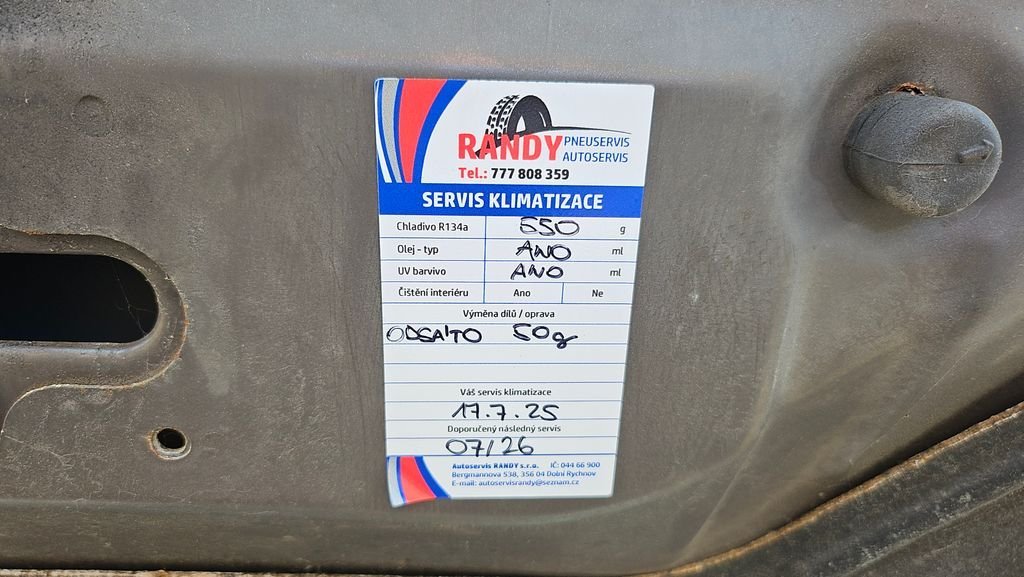 RANDY PNEUSERVIS
AUTOSERVIS
Tel.: 777 808 359
SERVIS KLIMATIZACE
Chladivo R134a 550 g
Olej - typ ANO ml
UV barvivo ANO ml
Čištění interiéru Ano Ne
Výměna dílů / oprava
ODSÁTO 50g
Váš servis klimatizace
17.7.25
Doporučený následný servis
07/26
Autoservis RANDY s.r.o. IČ: 044 66 900
Bergmannova 538, 356 04 Dolní Rychnov
E-mail: autoservisrandy@seznam.cz